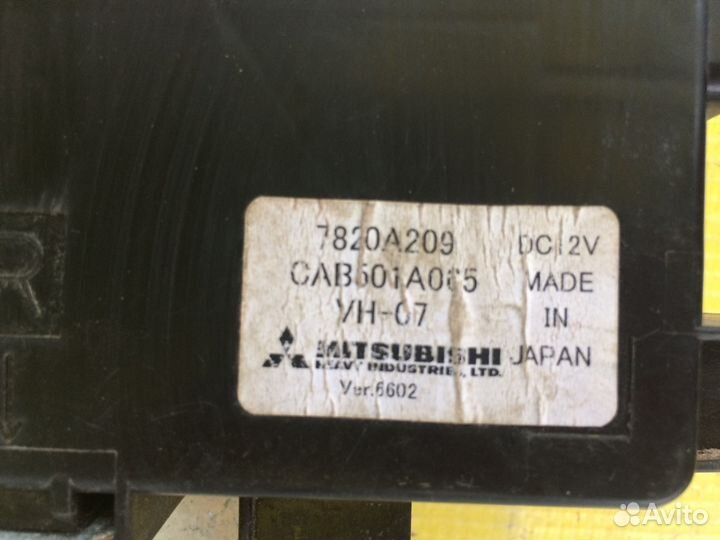 7820A209 DC12V
CAB501A065 MADE
VH-07 IN
MITSUBISHI JAPAN
HEAVY INDUSTRIES, LTD.
Ver.6602
R
Avito